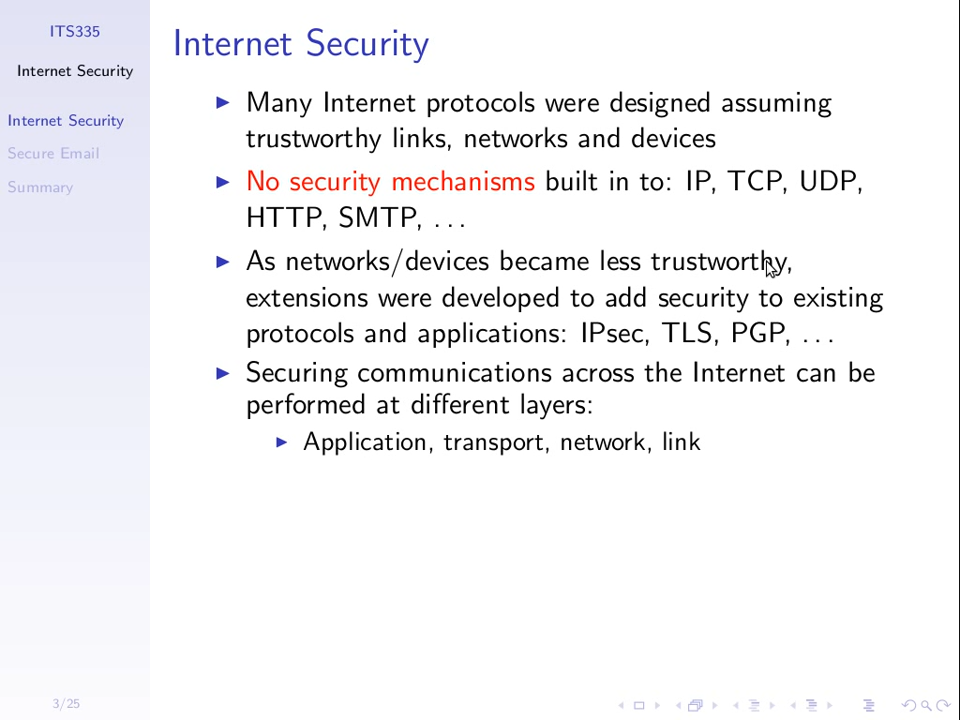 ITS335
Internet Security
Internet Security
Secure Email
Summary
Internet Security
Many Internet protocols were designed assuming
trustworthy links, networks and devices
No security mechanisms built in to: IP, TCP, UDP,
HTTP, SMTP, ...
As networks/devices became less trustworthy,
extensions were developed to add security to existing
protocols and applications: IPsec, TLS, PGP, ...
Securing communications across the Internet can be
performed at different layers:
Application, transport, network, link
3/25